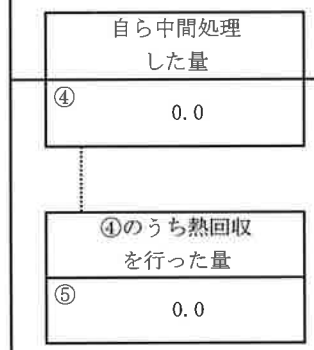 自ら中間処理
した量
④
0.0
④のうち熱回収
を行った量
⑤
0.0